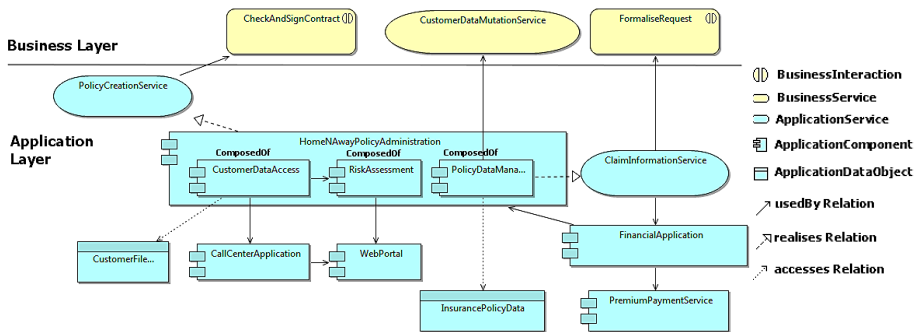 CheckAndSignContract
CustomerDataMutationService
FormaliseRequest
Business Layer
PolicyCreationService
BusinessInteraction
BusinessService
ApplicationService
ApplicationComponent
ApplicationDataObject
usedBy Relation
realises Relation
accesses Relation
Application
Layer
HomeNAwayPolicyAdministration
ComposedOf
ComposedOf
ComposedOf
CustomerDataAccess
RiskAssessment
PolicyDataMana...
ClaimInformationService
FinancialApplication
CustomerFile...
CallCenterApplication
WebPortal
InsurancePolicyData
PremiumPaymentService